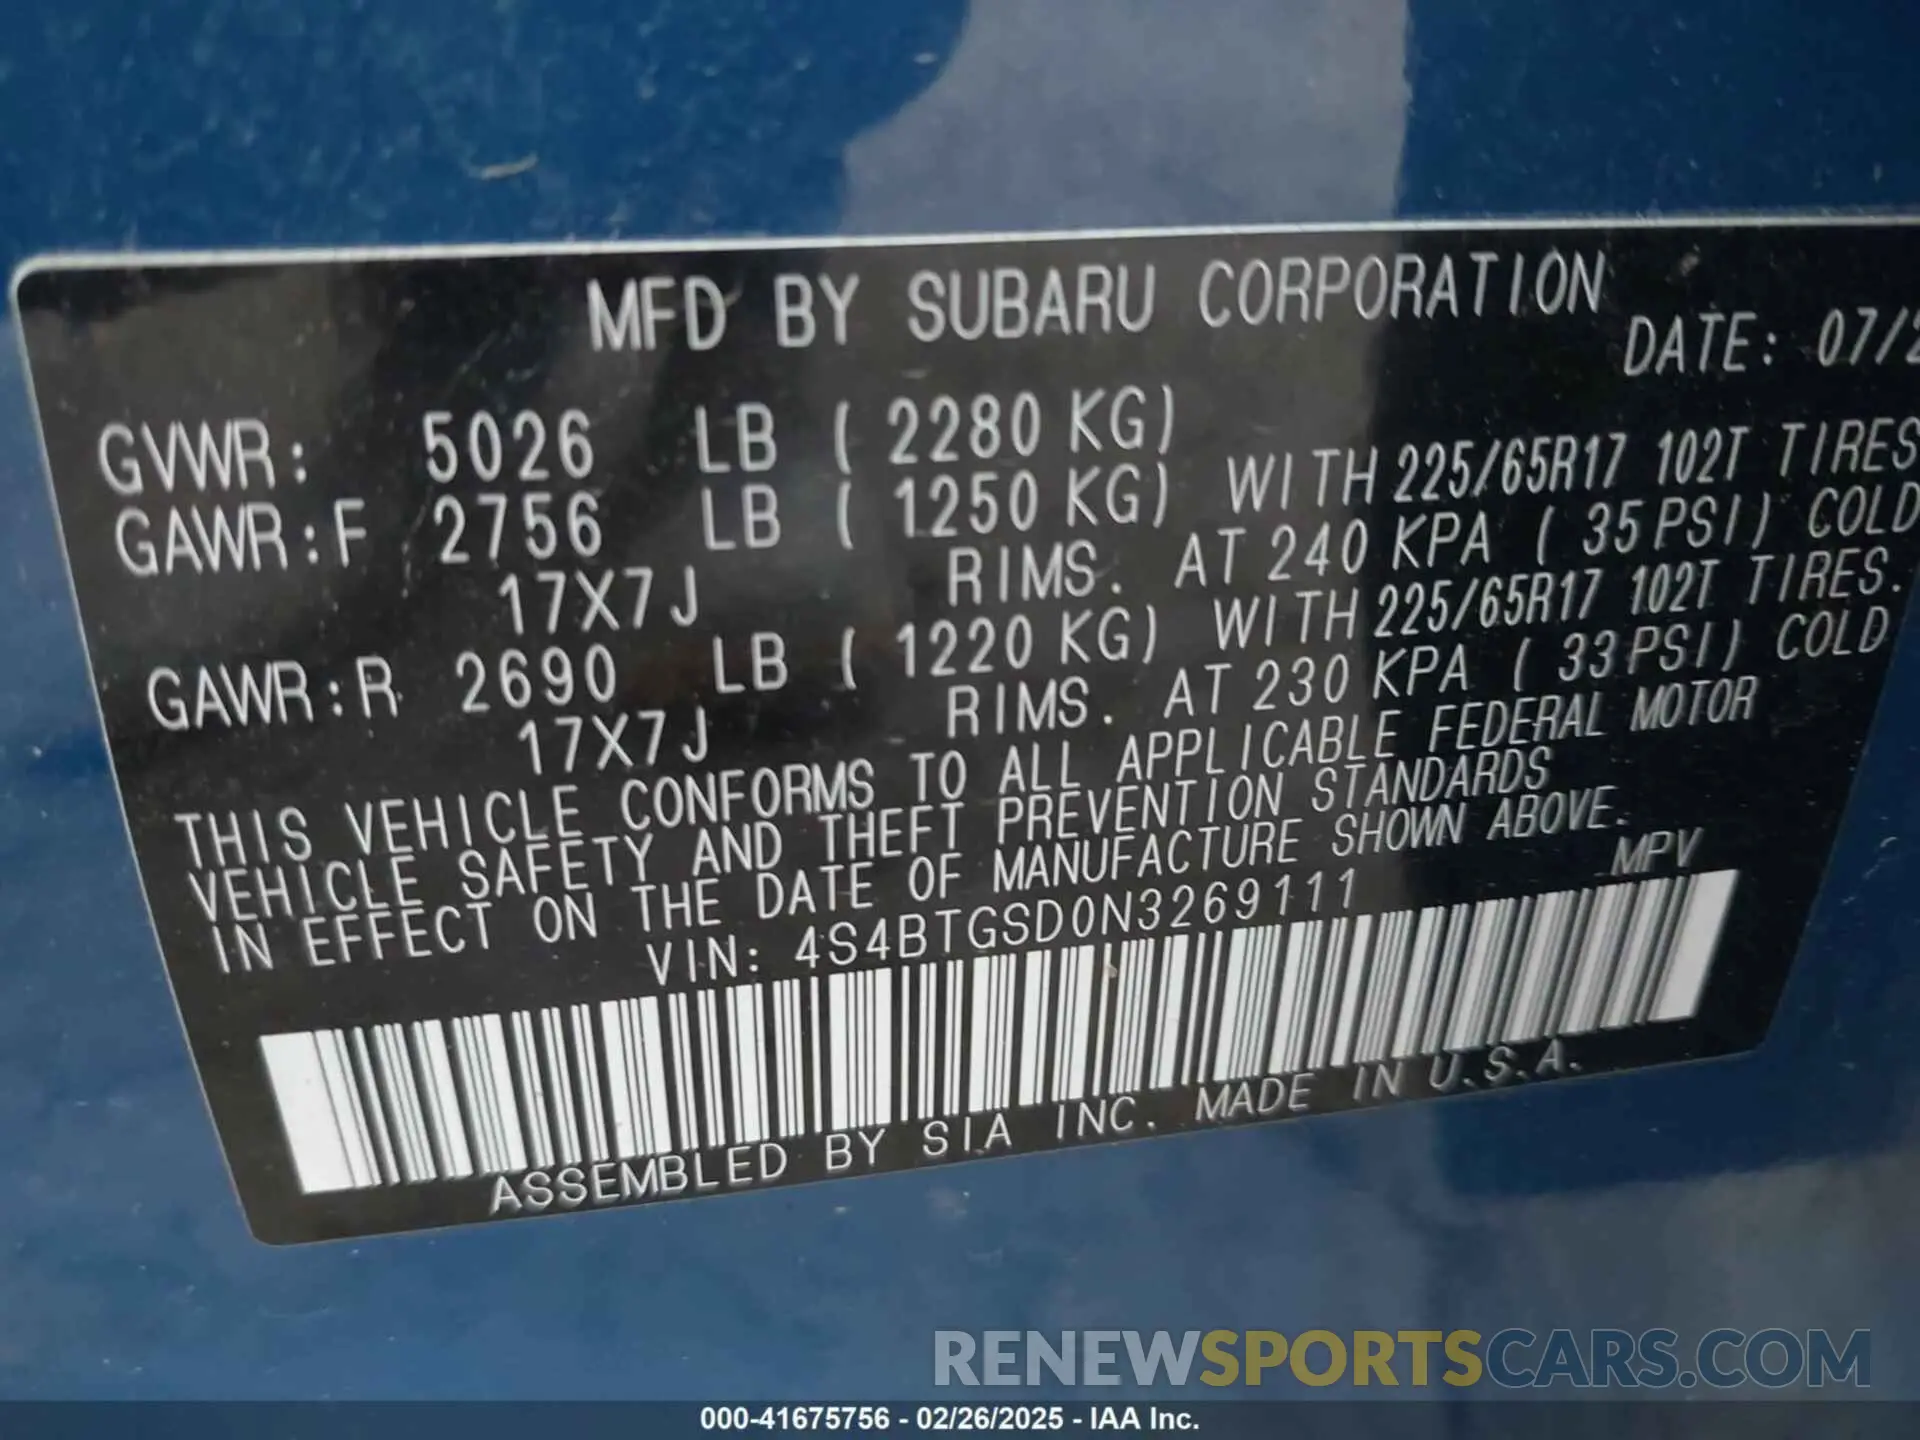 MFD BY SUBARU CORPORATION
DATE: 07/2
GVWR: 5026 LB ( 2280 KG)
GAWR:F 2756 LB ( 1250 KG) WITH 225/65R17 102T TIRES
17X7J RIMS. AT 240 KPA ( 35PSI) COLD
GAWR:R 2690 LB ( 1220 KG) WITH 225/65R17 102T TIRES.
17X7J RIMS. AT 230 KPA ( 33PSI) COLD
THIS VEHICLE CONFORMS TO ALL APPLICABLE FEDERAL MOTOR
VEHICLE SAFETY AND THEFT PREVENTION STANDARDS
IN EFFECT ON THE DATE OF MANUFACTURE SHOWN ABOVE.
VIN: 4S4BTGSD0N3269111 MPV
ASSEMBLED BY SIA INC. MADE IN U.S.A.
RENEWSPORTSCARS.COM
000-41675756 - 02/26/2025 - IAA Inc.